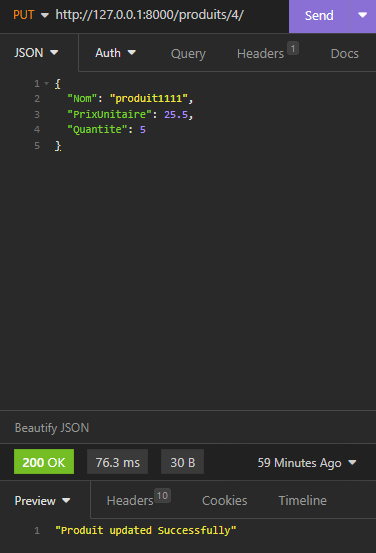 PUT http://127.0.0.1:8000/produits/4/ Send
JSON Auth Query Headers 1 Docs
1 {
2 "Nom": "produit1111",
3 "PrixUnitaire": 25.5,
4 "Quantite": 5
5 }
Beautify JSON
200 OK 76.3 ms 30 B 59 Minutes Ago
Preview Headers 10 Cookies Timeline
1 "Produit updated Successfully"